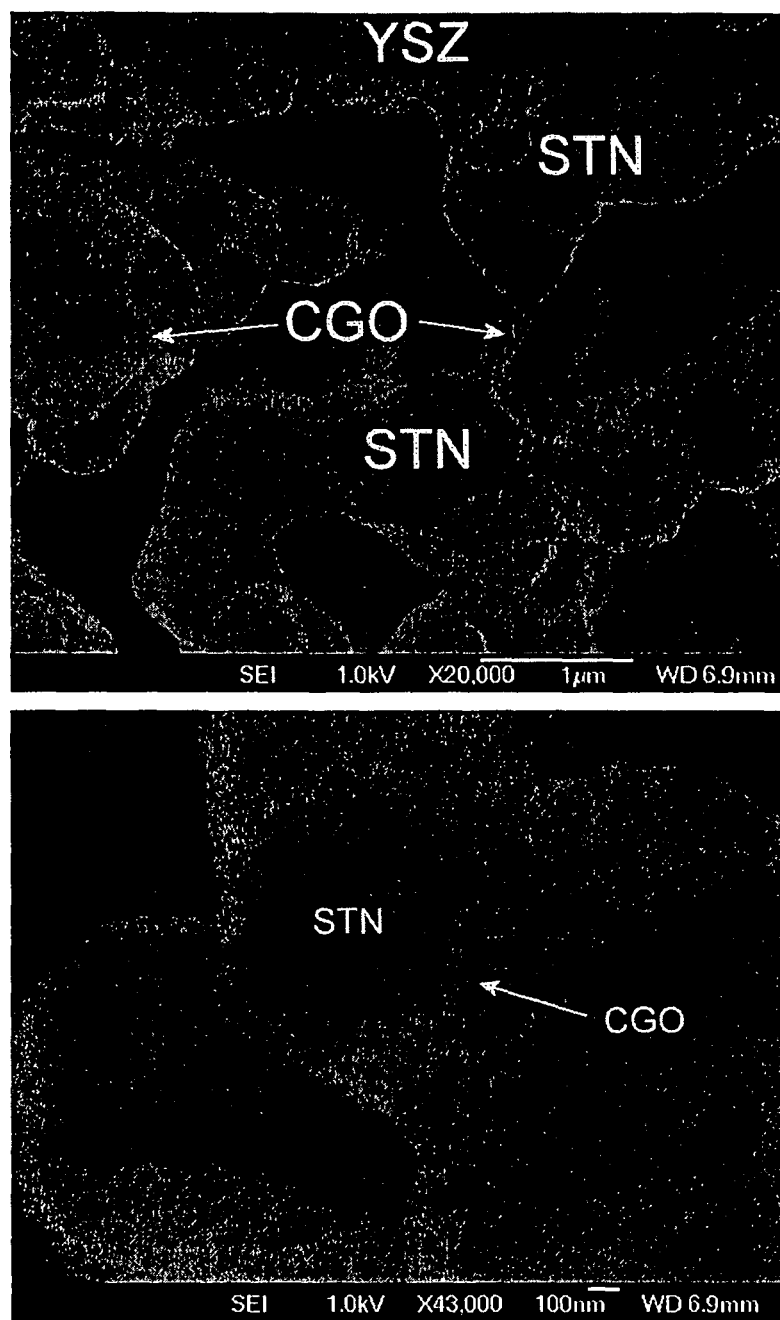 YSZ
STN
CGO
STN
SEI 1.0kV X20,000 1µm WD 6.9mm
STN
CGO
SEI 1.0kV X43,000 100nm WD 6.9mm